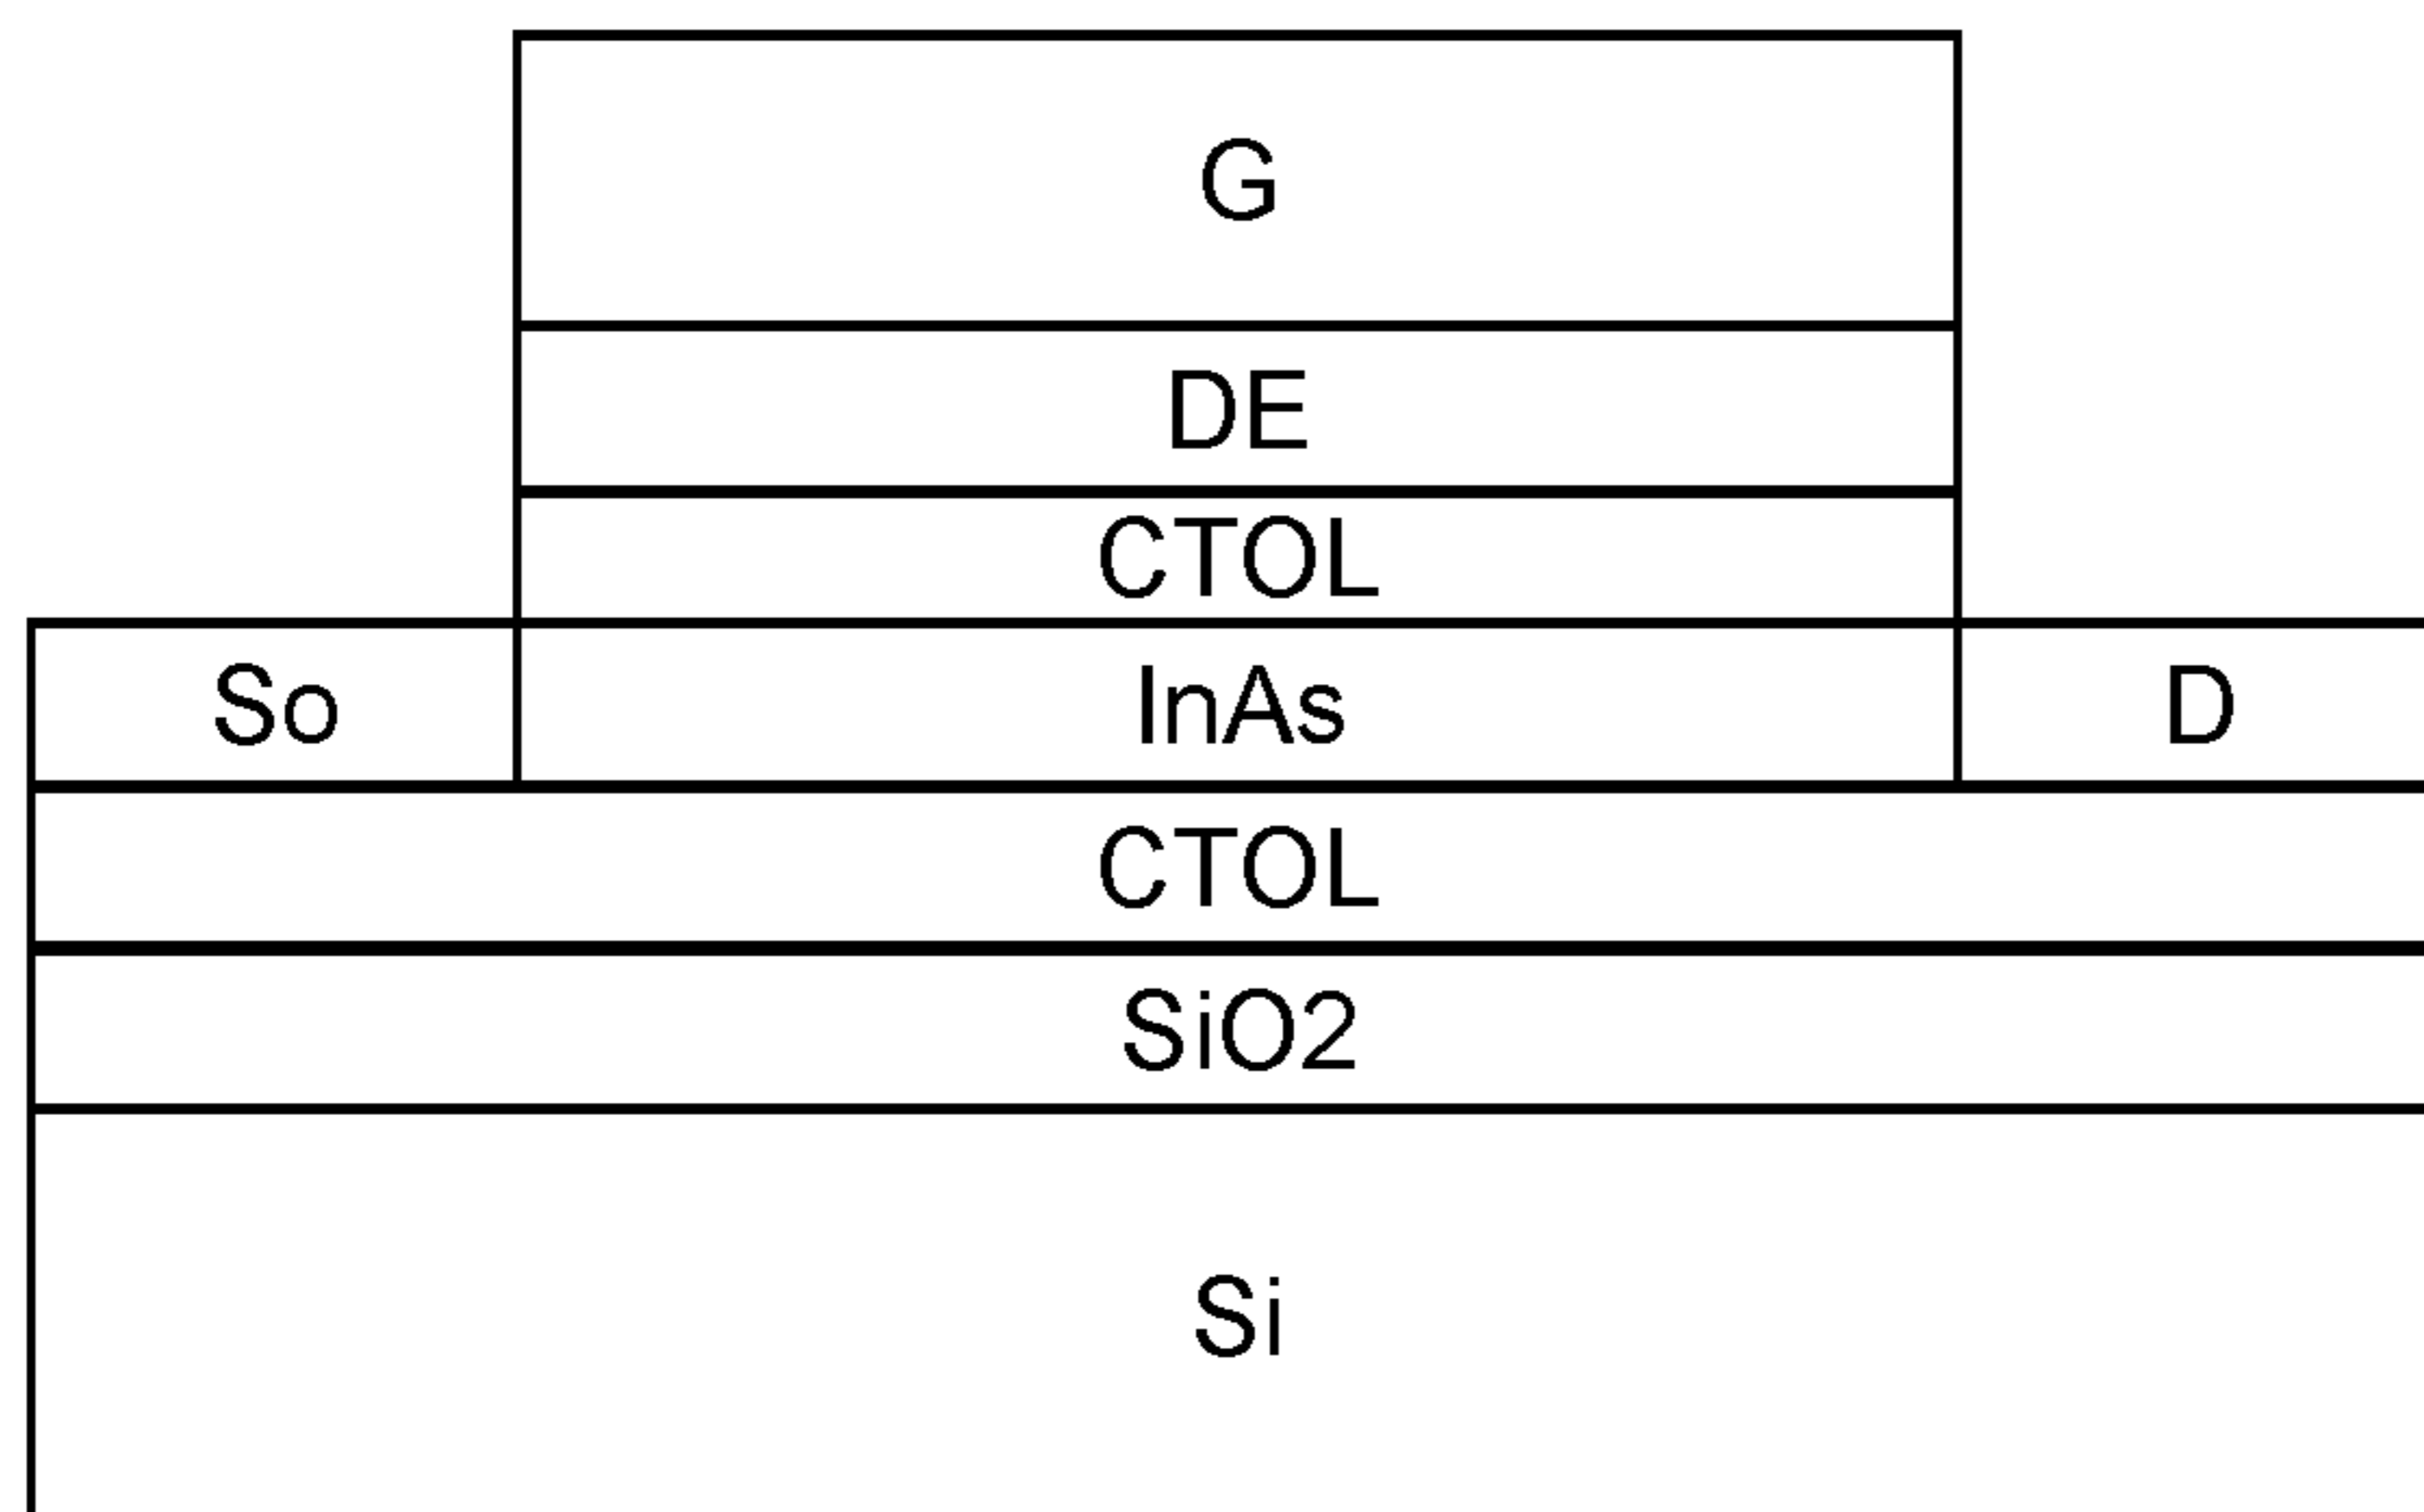 G
DE
CTOL
So InAs D
CTOL
SiO2
Si